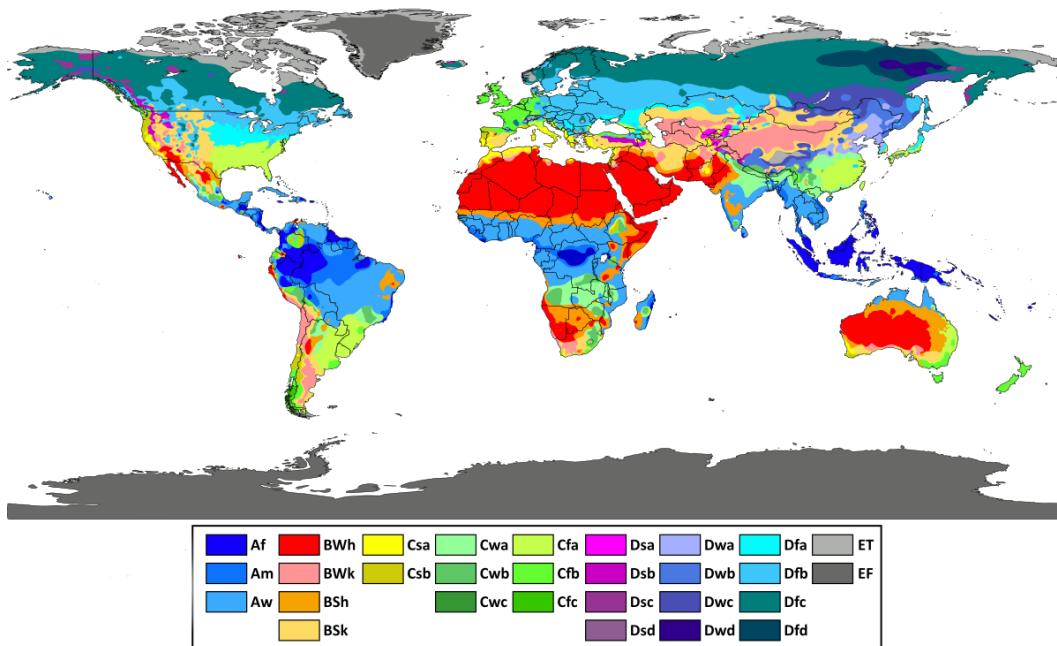 Af BWh Csa Cwa Cfa Dsa Dwa Dfa ET
Am BWk Csb Cwb Cfb Dsb Dwb Dfb EF
Aw BSh Cwc Cfc Dsc Dwc Dfc
BSk Dsd Dwd Dfd